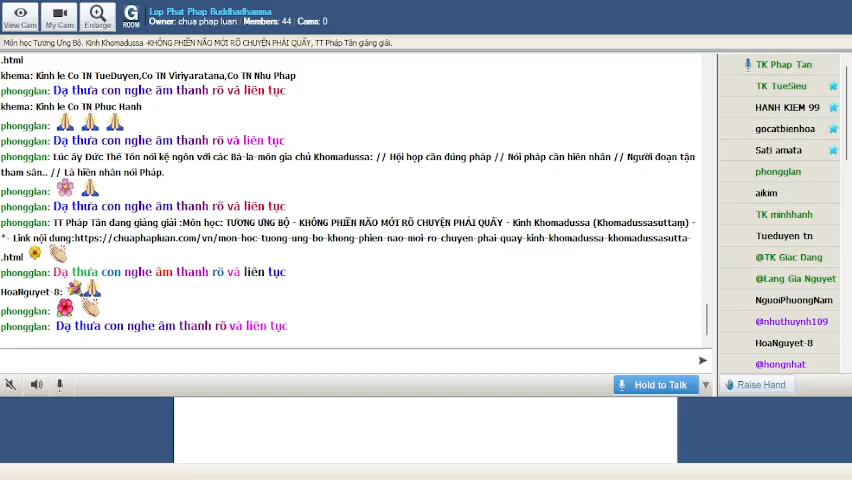 View Cam
My Cam
Enlarge
G
ROOM
Lop Phat Phap Buddhadhamma
Owner: chua phap luan | Members: 44 | Cams: 0
Môn học Tương Ưng Bộ. Kinh Khomadussa -KHÔNG PHIỀN NÃO MỚI RÕ CHUYỆN PHẢI QUẤY, TT Pháp Tân giảng giải.
.html
khema: Kinh le Co TN TueDuyen,Co TN Viriyaratana,Co TN Nhu Phap
phongglan: Dạ thưa con nghe âm thanh rõ và liên tục
khema: Kinh le Co TN Phuc Hanh
phongglan:
phongglan: Dạ thưa con nghe âm thanh rõ và liên tục
phongglan: Lúc ấy Đức Thế Tôn nói kệ ngôn với các Bà-la-môn gia chủ Khomadussa: // Hội họp cần đúng pháp // Nói pháp cần hiền nhân // Người đoạn tận
tham sân.. // Là hiền nhân nói Pháp.
phongglan:
phongglan: Dạ thưa con nghe âm thanh rõ và liên tục
phongglan: TT Pháp Tân đang giảng giải :Môn học: TƯƠNG ƯNG BỘ - KHÔNG PHIỀN NÃO MỚI RÕ CHUYỆN PHẢI QUẤY - Kinh Khomadussa (Khomadussasuttaṃ) -
*- Link nội dung:https://chuaphapluan.com/vn/mon-hoc-tuong-ung-bo-khong-phien-nao-moi-ro-chuyen-phai-quay-kinh-khomadussa-khomadussasutta-
.html
phongglan: Dạ thưa con nghe âm thanh rõ và liên tục
HoaNguyet-8:
phongglan:
phongglan: Dạ thưa con nghe âm thanh rõ và liên tục
Hold to Talk
TK Phap Tan
TK TueSieu
HANH KIEM 99
gocatbienhoa
Sati amata
phongglan
aikim
TK minhhanh
Tueduyen tn
@TK Giac Dang
@Lang Gia Nguyet
NguoiPhuongNam
@nhuthuynh109
HoaNguyet-8
@hongnhat
Raise Hand